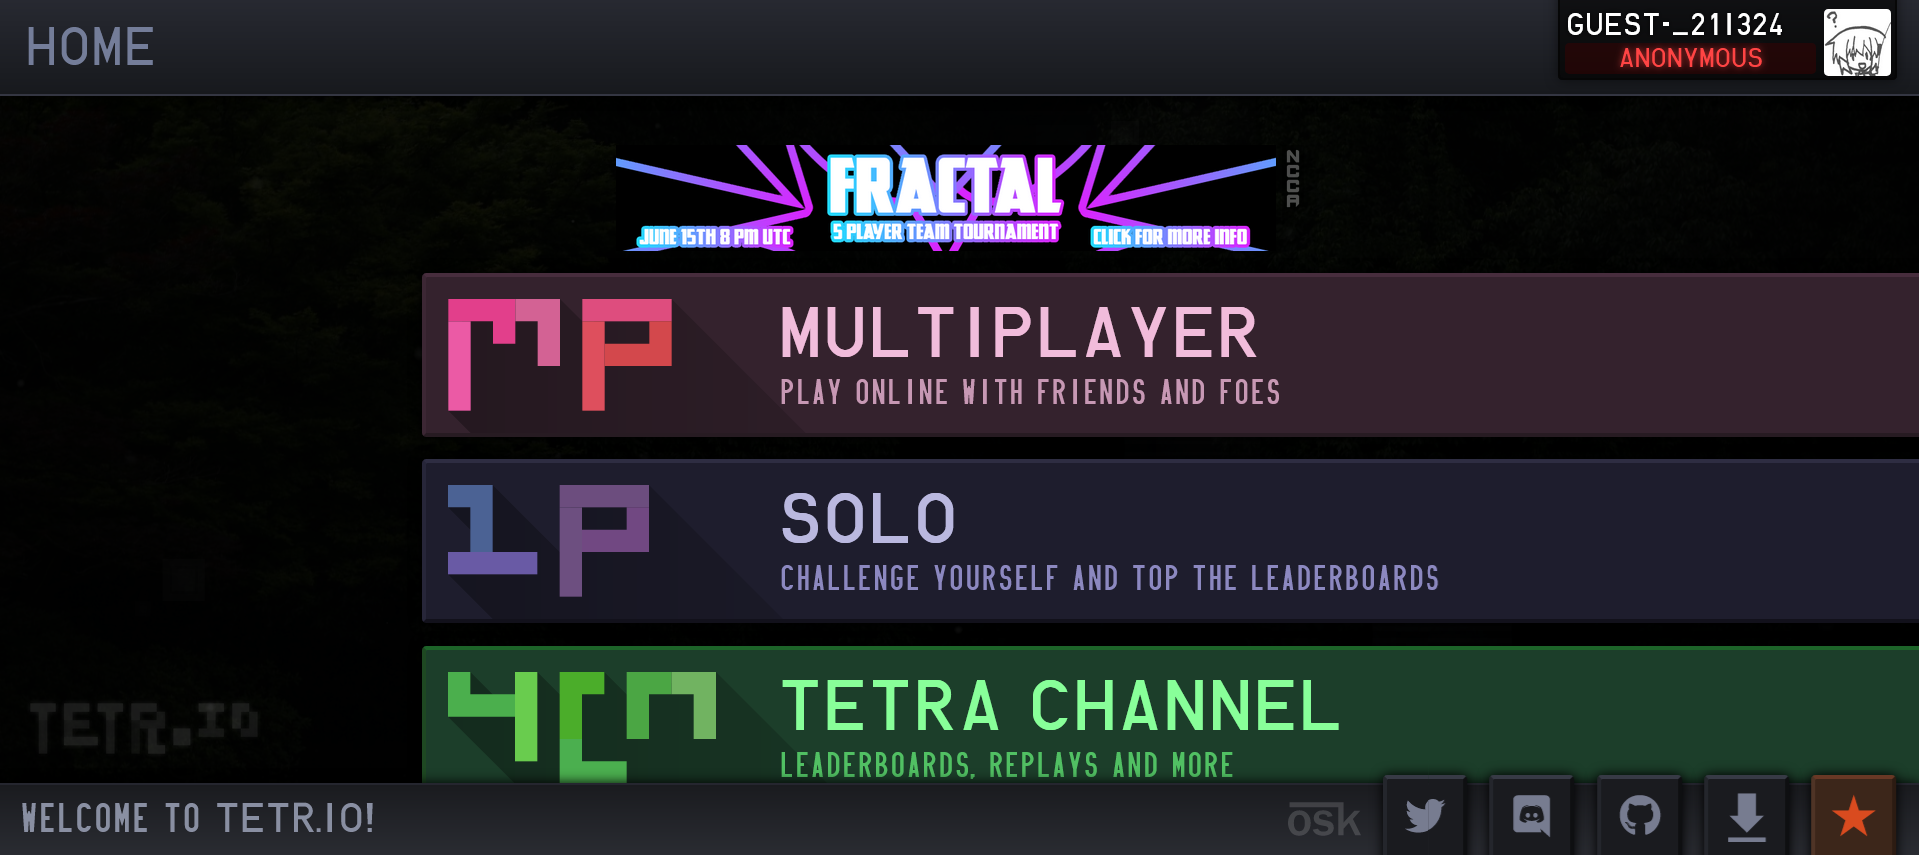 HOME
GUEST-_211324
ANONYMOUS
FRACTAL
5 PLAYER TEAM TOURNAMENT
JUNE 15TH 8 PM UTC
CLICK FOR MORE INFO
NCCA
MP
MULTIPLAYER
PLAY ONLINE WITH FRIENDS AND FOES
1P
SOLO
CHALLENGE YOURSELF AND TOP THE LEADERBOARDS
TETRA CHANNEL
LEADERBOARDS, REPLAYS AND MORE
TETR.IO
WELCOME TO TETR.IO!
osk